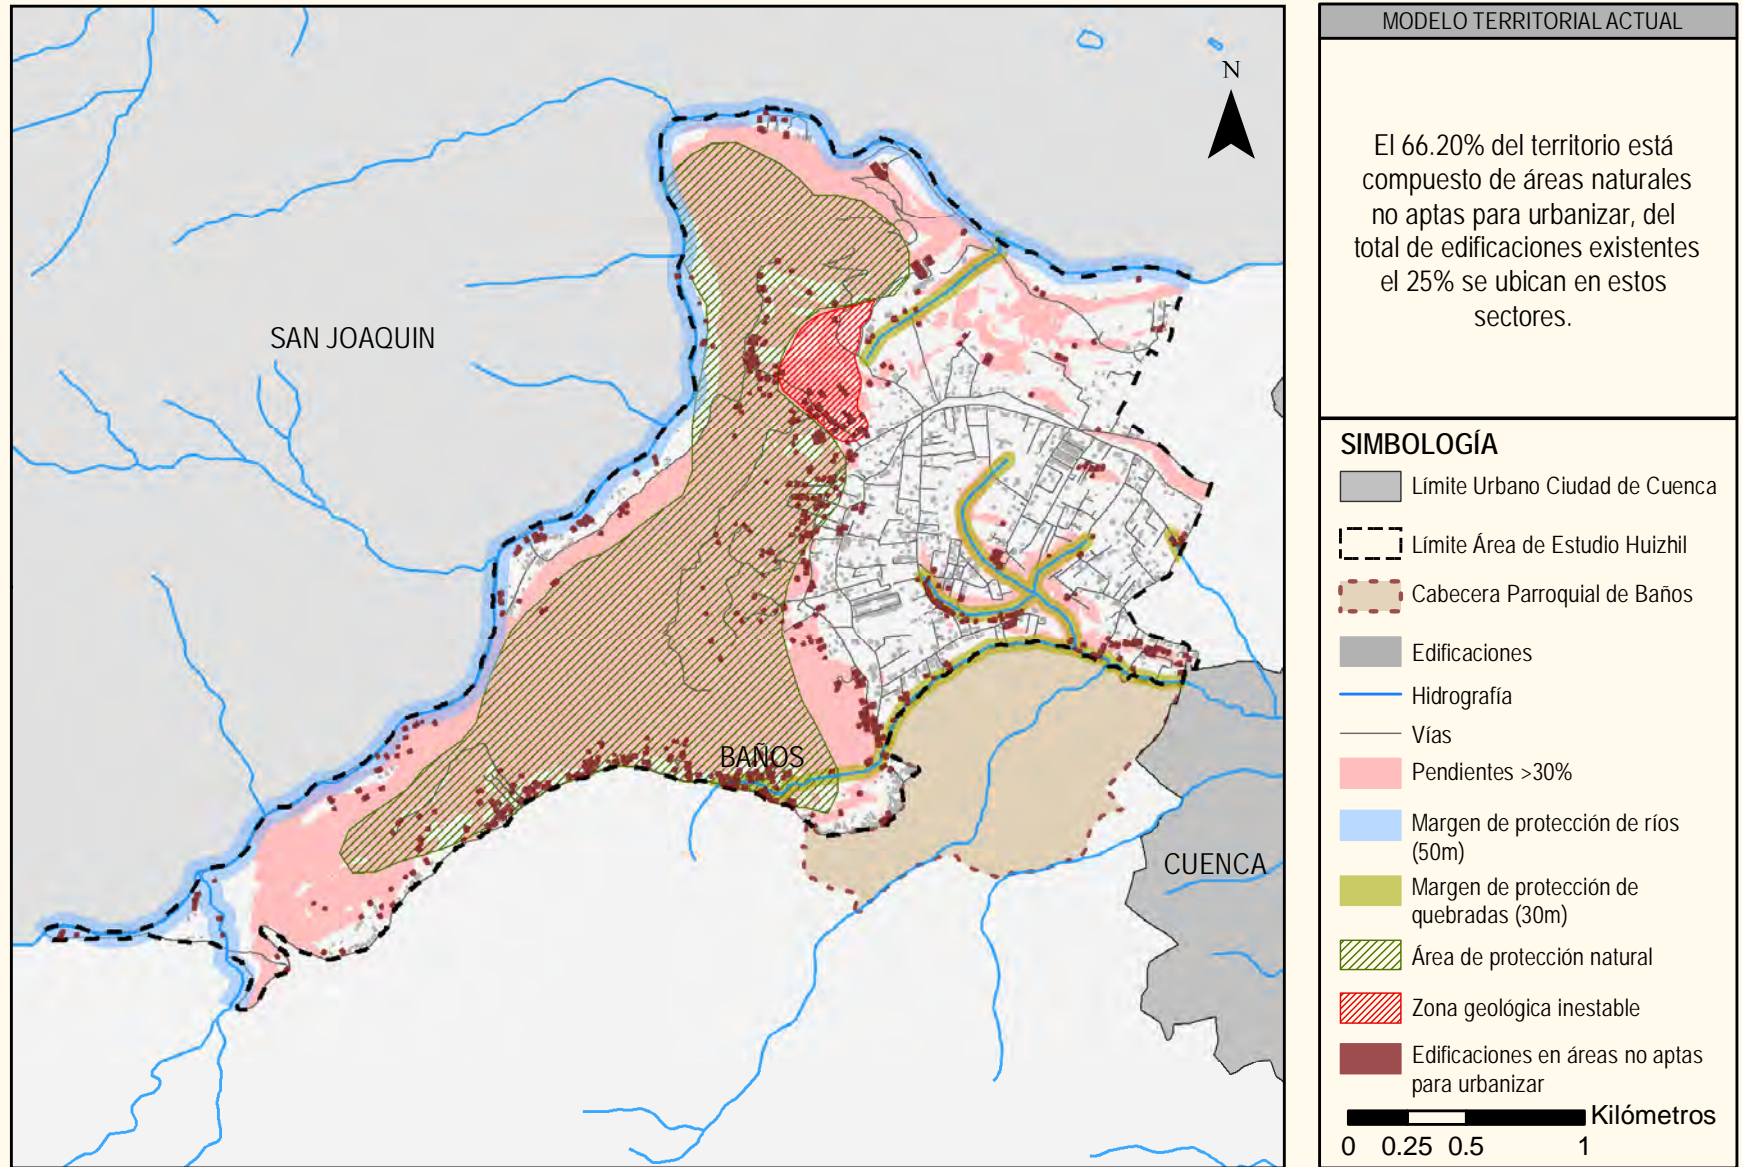 MODELO TERRITORIAL ACTUAL
El 66.20% del territorio está
compuesto de áreas naturales
no aptas para urbanizar, del
total de edificaciones existentes
el 25% se ubican en estos
sectores.
N
SAN JOAQUIN
BAÑOS
CUENCA
SIMBOLOGÍA
Límite Urbano Ciudad de Cuenca
Límite Área de Estudio Huizhil
Cabecera Parroquial de Baños
Edificaciones
Hidrografía
Vías
Pendientes >30%
Margen de protección de ríos
(50m)
Margen de protección de
quebradas (30m)
Área de protección natural
Zona geológica inestable
Edificaciones en áreas no aptas
para urbanizar
Kilómetros
0 0.25 0.5 1